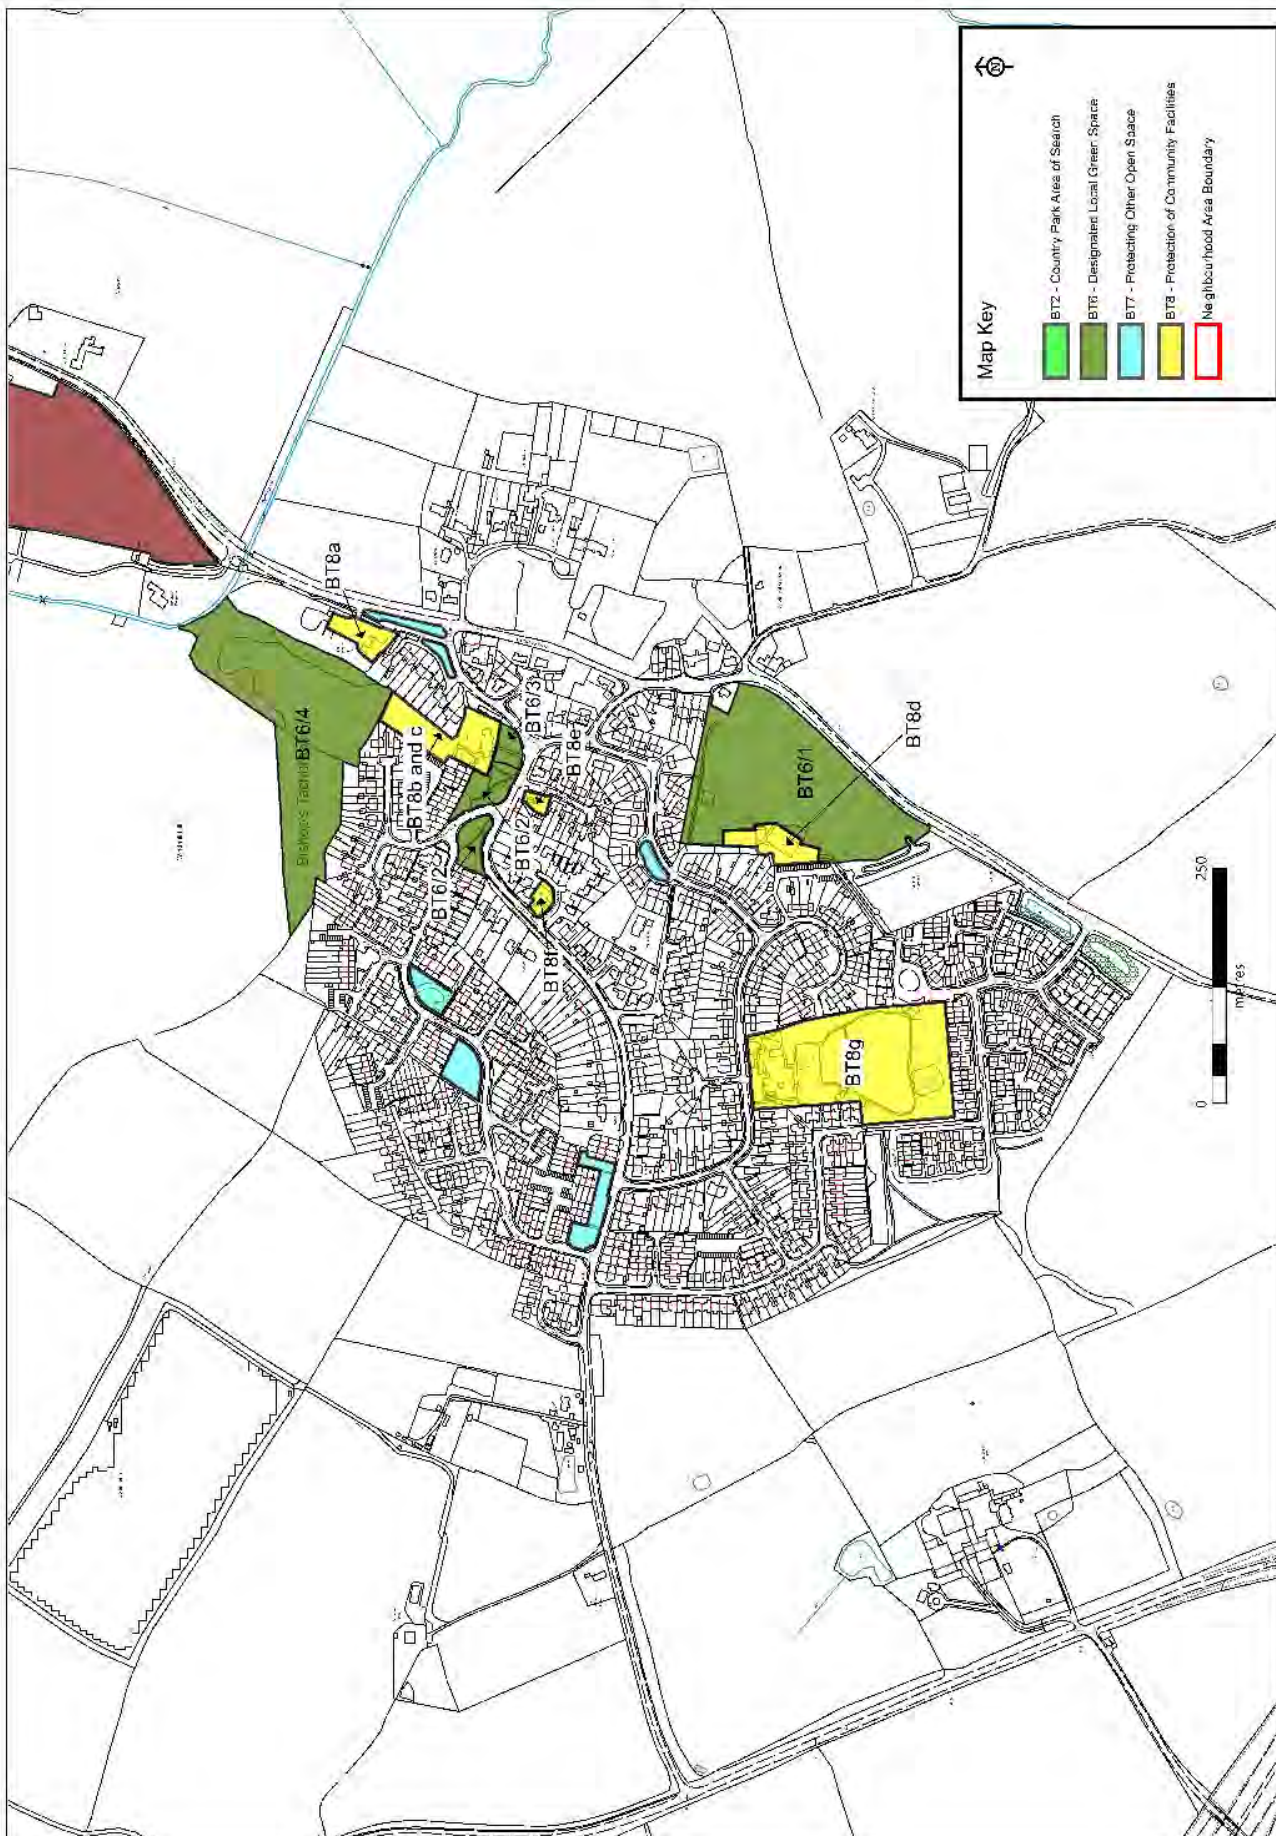 Map Key
N
BT2 - Country Park Area of Search
BT6 - Designated Local Green Space
BT7 - Protecting Other Open Space
BT8 - Protection of Community Facilities
Neighbourhood Area Boundary
BT8a
BT6/4
Bishop's Tachbr
BT8b and c
BT6/3
BT8e
BT6/2
BT6/2
BT8f
BT6/1
BT8d
BT8g
0
250
metres